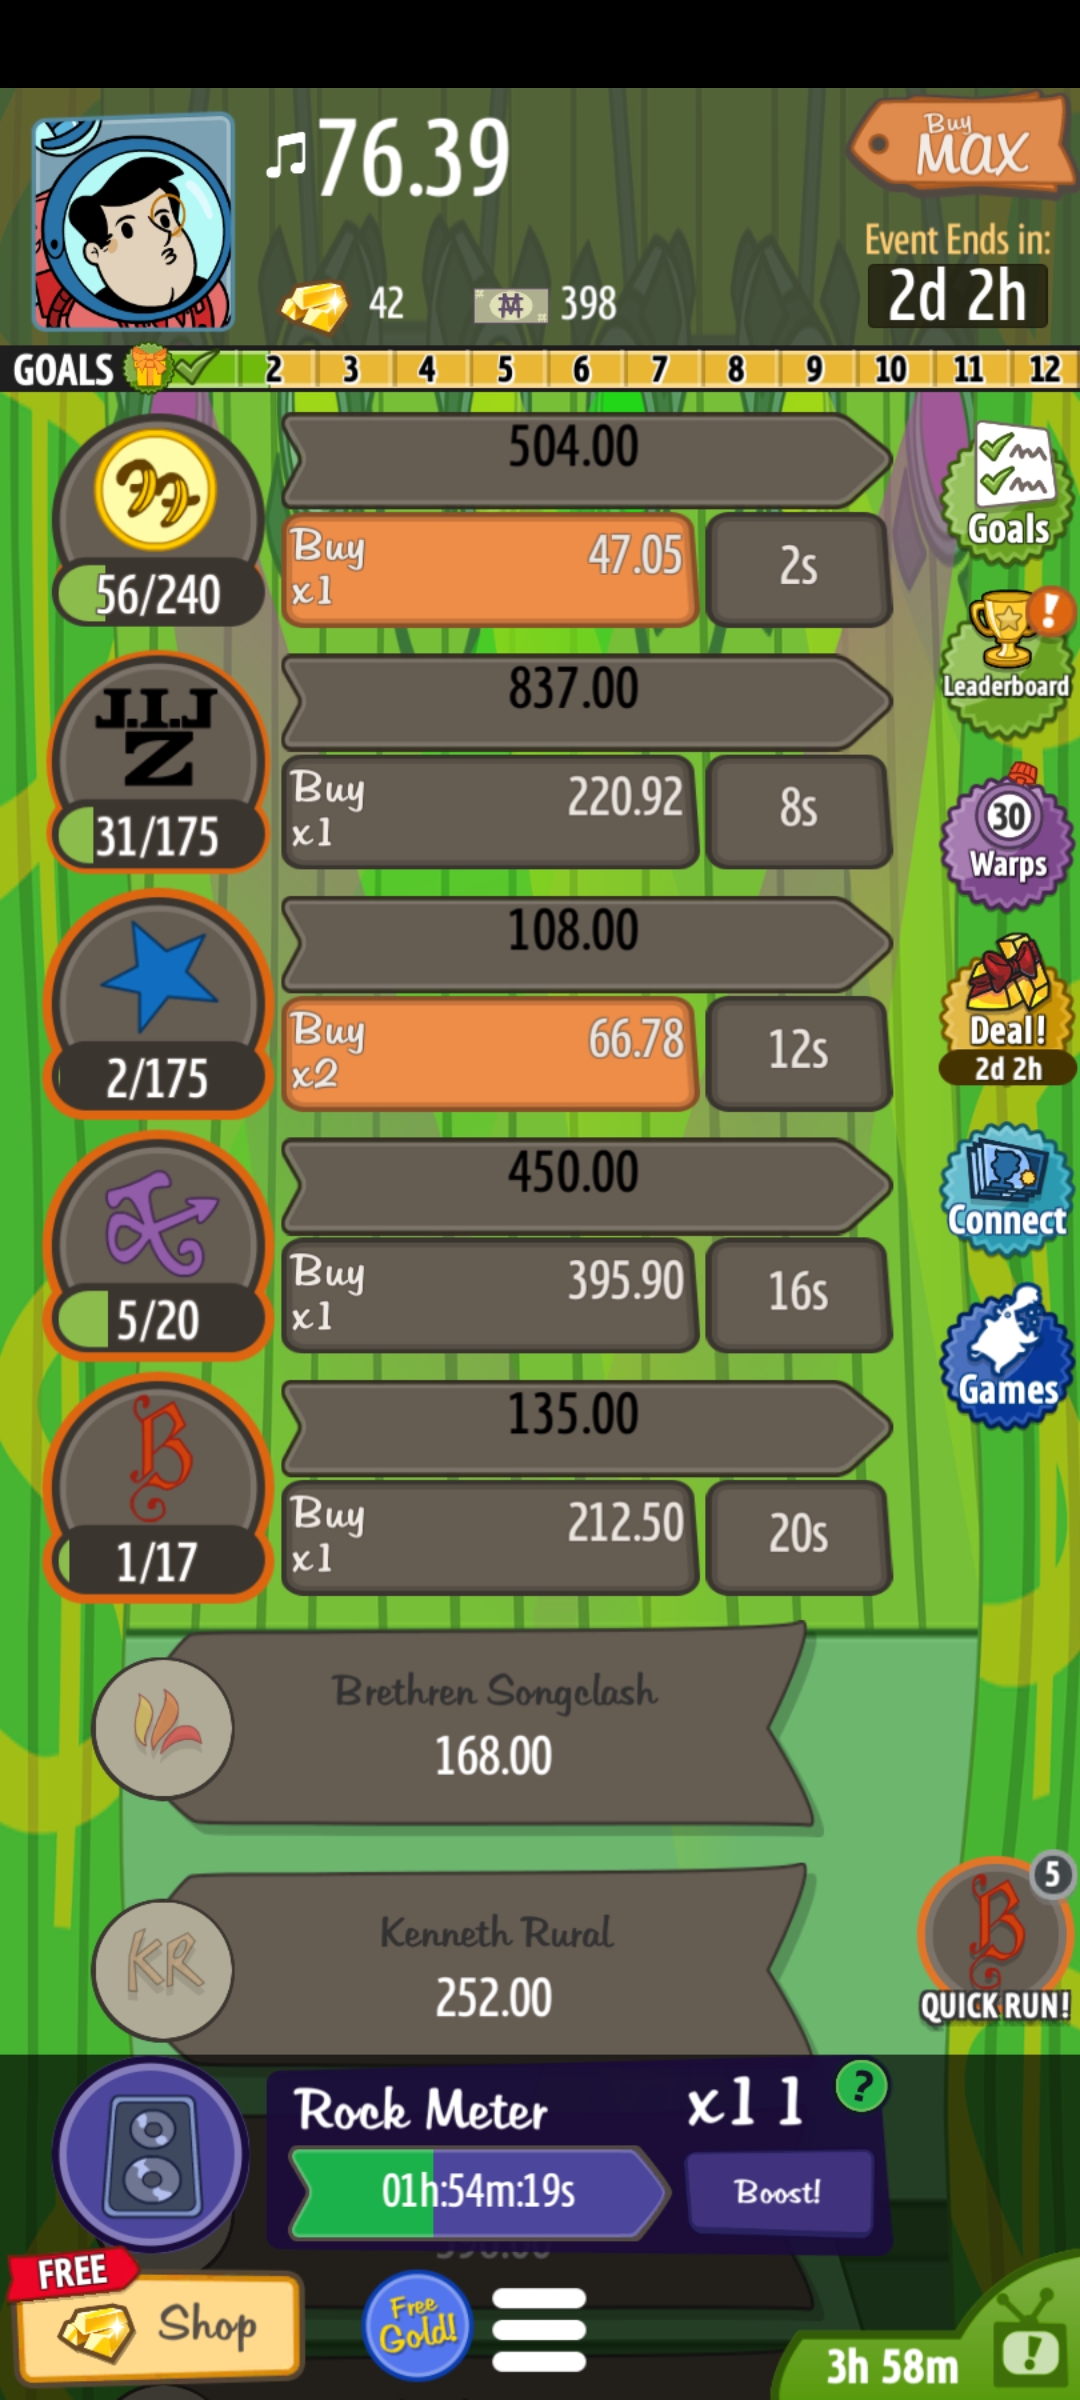 76.39
Buy
MAX
42
398
Event Ends in:
2d 2h
GOALS 2 3 4 5 6 7 8 9 10 11 12
504.00
Buy
x1
47.05
2s
56/240
Goals
J.I.J
Z
837.00
Buy
x1
220.92
8s
31/175
!
Leaderboard
30
Warps
108.00
Buy
x2
66.78
12s
2/175
Deal!
2d 2h
450.00
Buy
x1
395.90
16s
5/20
Connect
B
135.00
Buy
x1
212.50
20s
1/17
Games
Brethren Songclash
168.00
KR
Kenneth Rural
252.00
5
B
QUICK RUN!
Rock Meter
x11
?
01h:54m:19s
Boost!
FREE
Shop
Free
Gold!
3h 58m
!